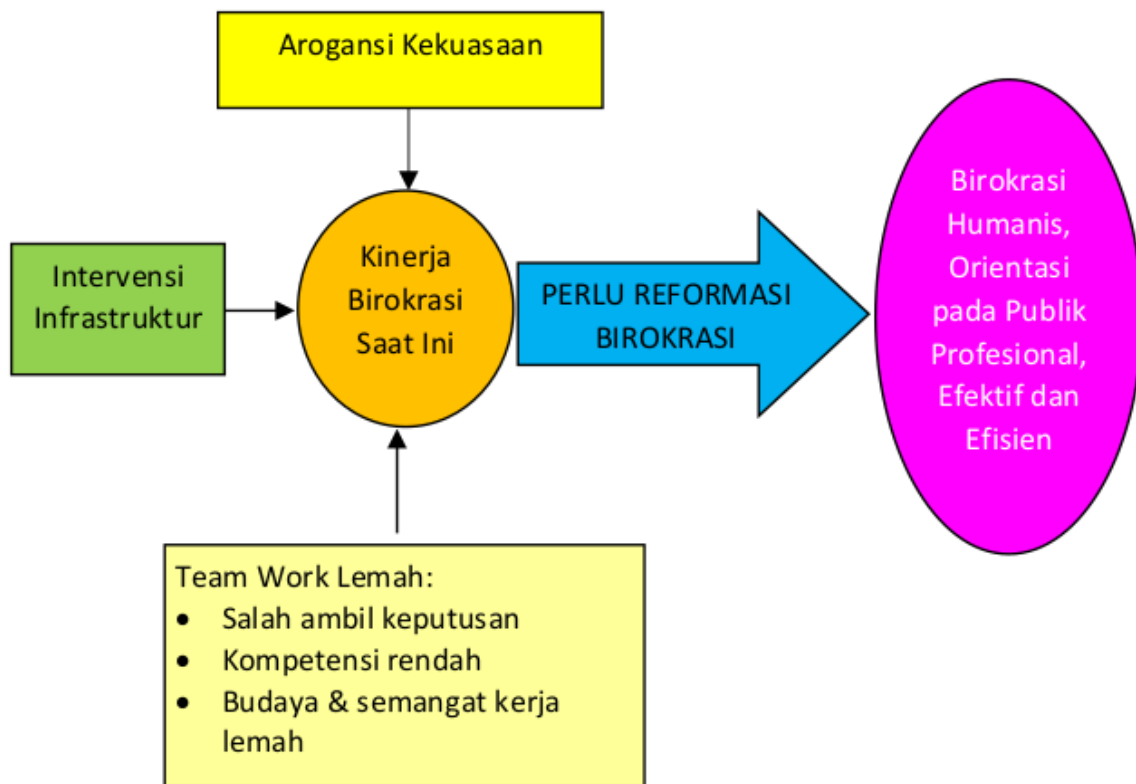 Arogansi Kekuasaan
Intervensi
Infrastruktur
Kinerja
Birokrasi
Saat Ini
PERLU REFORMASI
BIROKRASI
Birokrasi
Humanis,
Orientasi
pada Publik
Profesional,
Efektif dan
Efisien
Team Work Lemah:
• Salah ambil keputusan
• Kompetensi rendah
• Budaya & semangat kerja
lemah